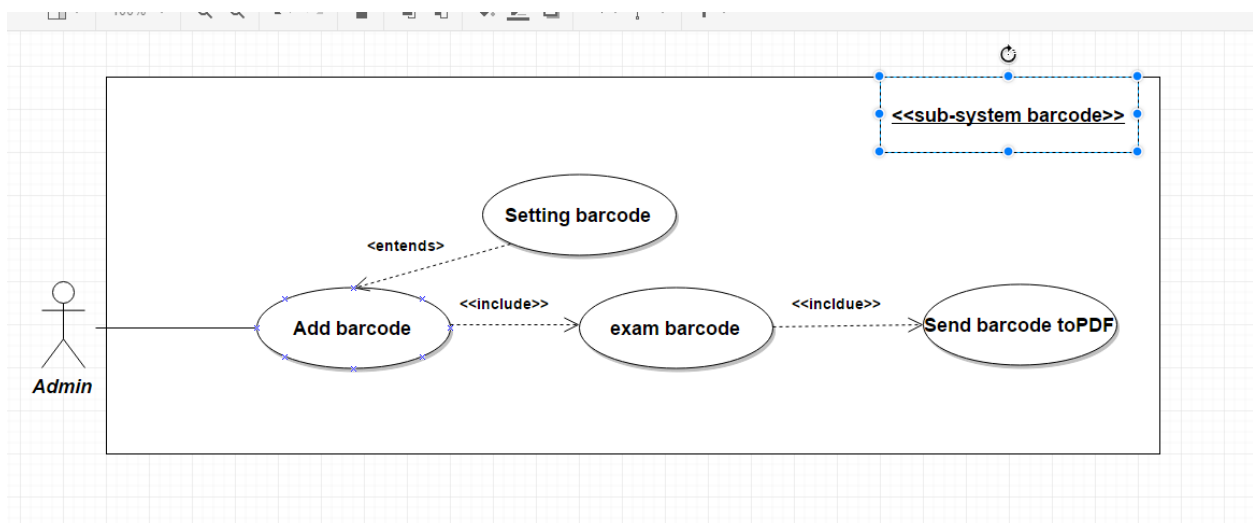 <<sub-system barcode>>
Setting barcode
<entends>
<<include>>
<<incldue>>
Add barcode
exam barcode
Send barcode toPDF
Admin